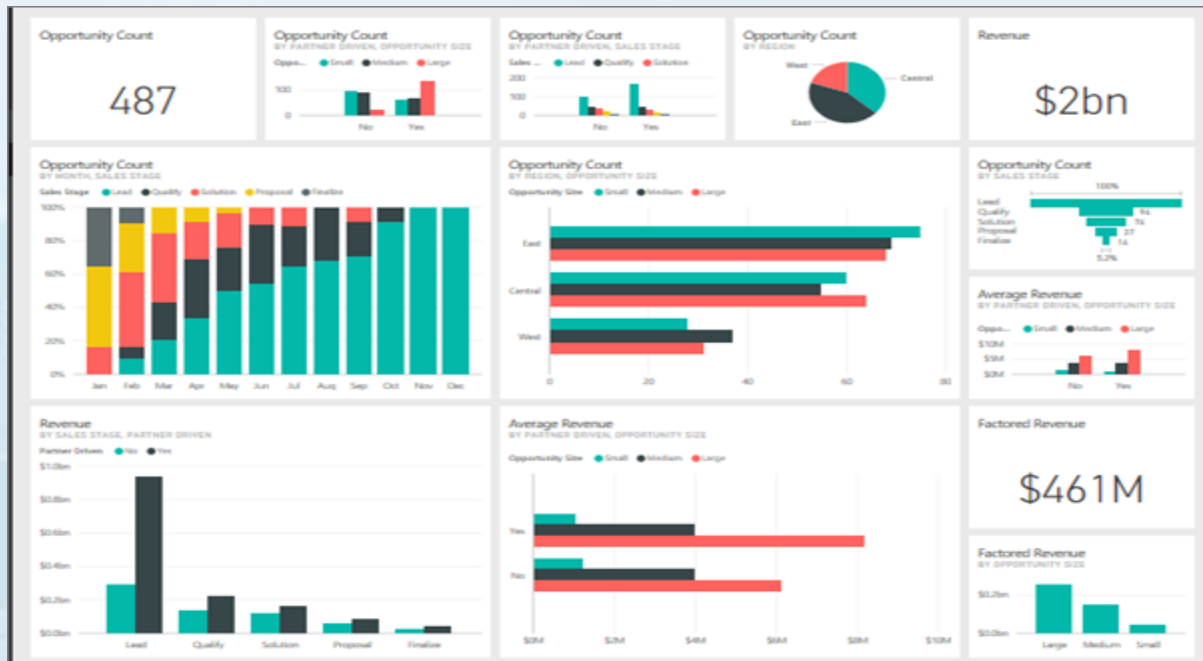 Opportunity Count
487
Opportunity Count
BY PARTNER DRIVEN, OPPORTUNITY SIZE
Oppo... Small Medium Large
100
0
No Yes
Opportunity Count
BY PARTNER DRIVEN, SALES STAGE
Sales ... Lead Qualify Solution
200
100
0
No Yes
Opportunity Count
BY REGION
West
Central
East
Revenue
$2bn
Opportunity Count
BY MONTH, SALES STAGE
Sales Stage Lead Qualify Solution Proposal Finalize
100%
80%
60%
40%
20%
0%
Jan Feb Mar Apr May Jun Jul Aug Sep Oct Nov Dec
Opportunity Count
BY REGION, OPPORTUNITY SIZE
Opportunity Size Small Medium Large
East
Central
West
0 20 40 60 80
Opportunity Count
BY SALES STAGE
100%
Lead
Qualify 94
Solution 74
Proposal 37
Finalize 14
5.2%
Average Revenue
BY PARTNER DRIVEN, OPPORTUNITY SIZE
Oppo... Small Medium Large
$10M
$5M
$0M
No Yes
Revenue
BY SALES STAGE, PARTNER DRIVEN
Partner Driven No Yes
$1.0bn
$0.8bn
$0.6bn
$0.4bn
$0.2bn
$0.0bn
Lead Qualify Solution Proposal Finalize
Average Revenue
BY PARTNER DRIVEN, OPPORTUNITY SIZE
Opportunity Size Small Medium Large
Yes
No
$0M $2M $4M $6M $8M $10M
Factored Revenue
$461M
Factored Revenue
BY OPPORTUNITY SIZE
$0.2bn
$0.0bn
Large Medium Small